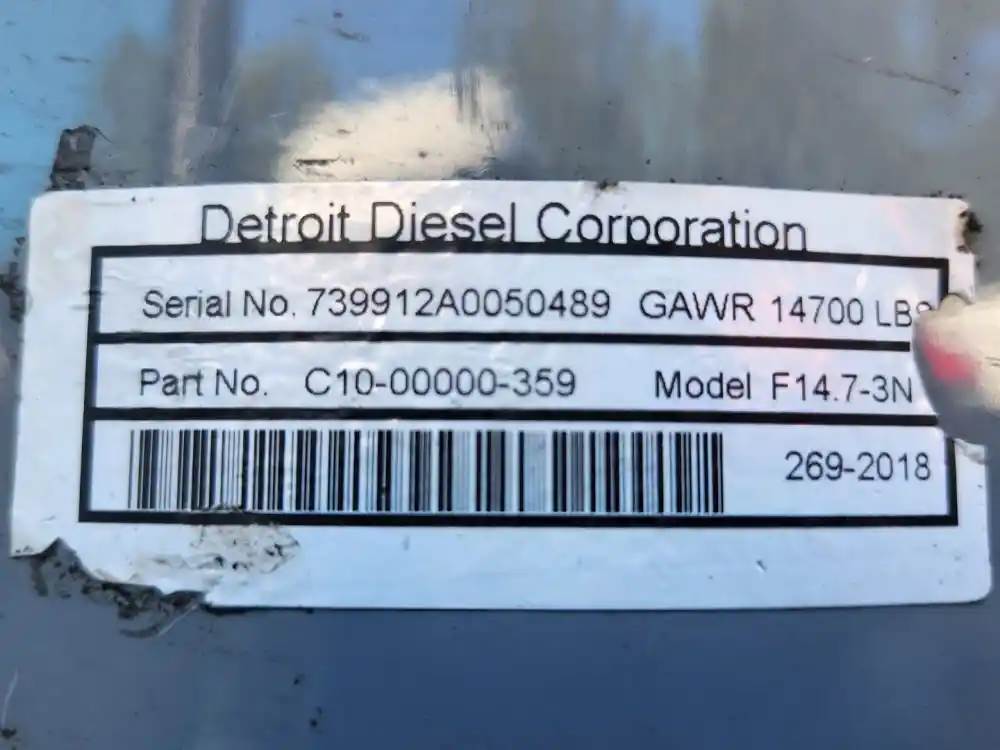 Detroit Diesel Corporation
Serial No. 739912A0050489 GAWR 14700 LBS
Part No. C10-00000-359 Model F14.7-3N
269-2018